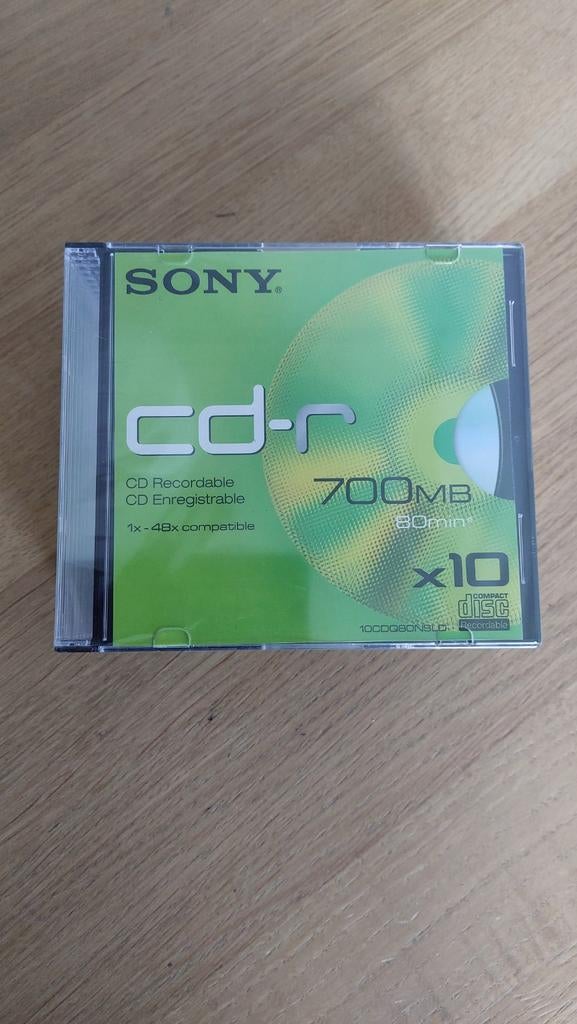 SONY®
cd-r
CD Recordable
CD Enregistrable
1x - 48x compatible
700MB
80min*
x10
COMPACT
disc
Recordable